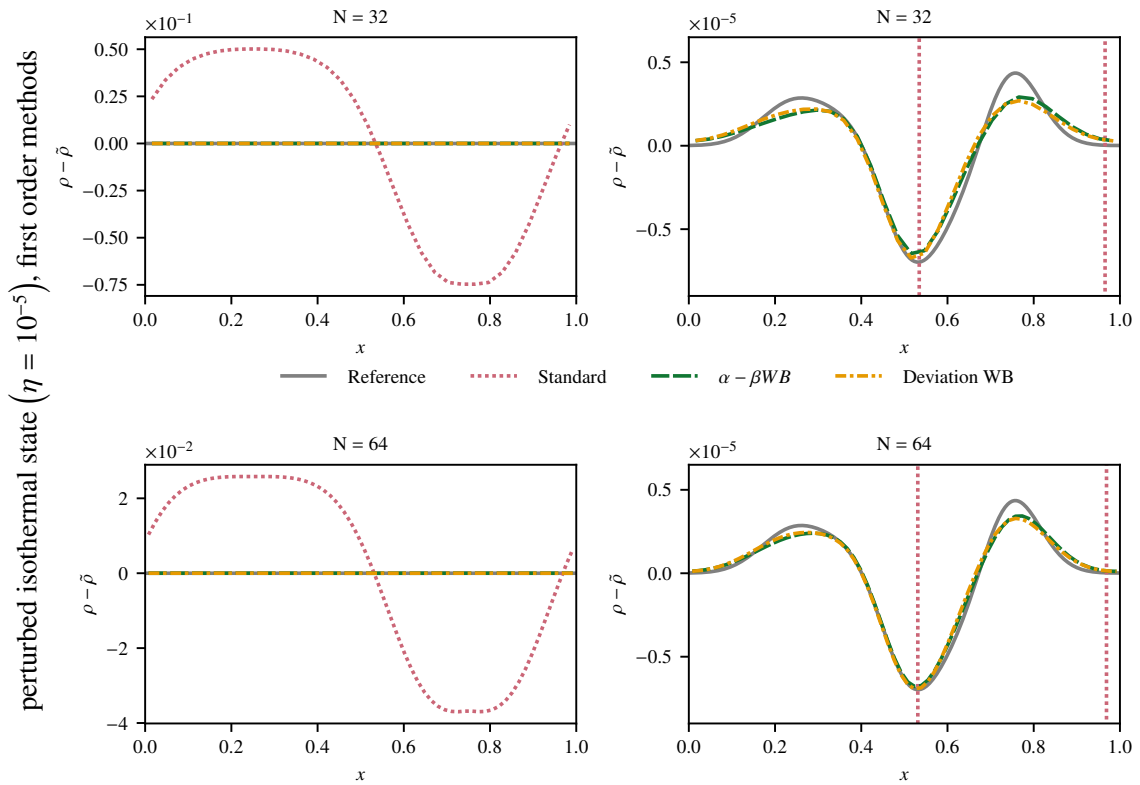 perturbed isothermal state (η = 10⁻⁵), first order methods
×10⁻¹
N = 32
0.50
0.25
0.00
−0.25
−0.50
−0.75
ρ − ρ̃
0.0 0.2 0.4 0.6 0.8 1.0
x
×10⁻⁵
N = 32
0.5
0.0
−0.5
ρ − ρ̃
0.0 0.2 0.4 0.6 0.8 1.0
x
Reference Standard α − βWB Deviation WB
×10⁻²
N = 64
2
0
−2
−4
ρ − ρ̃
0.0 0.2 0.4 0.6 0.8 1.0
x
×10⁻⁵
N = 64
0.5
0.0
−0.5
ρ − ρ̃
0.0 0.2 0.4 0.6 0.8 1.0
x